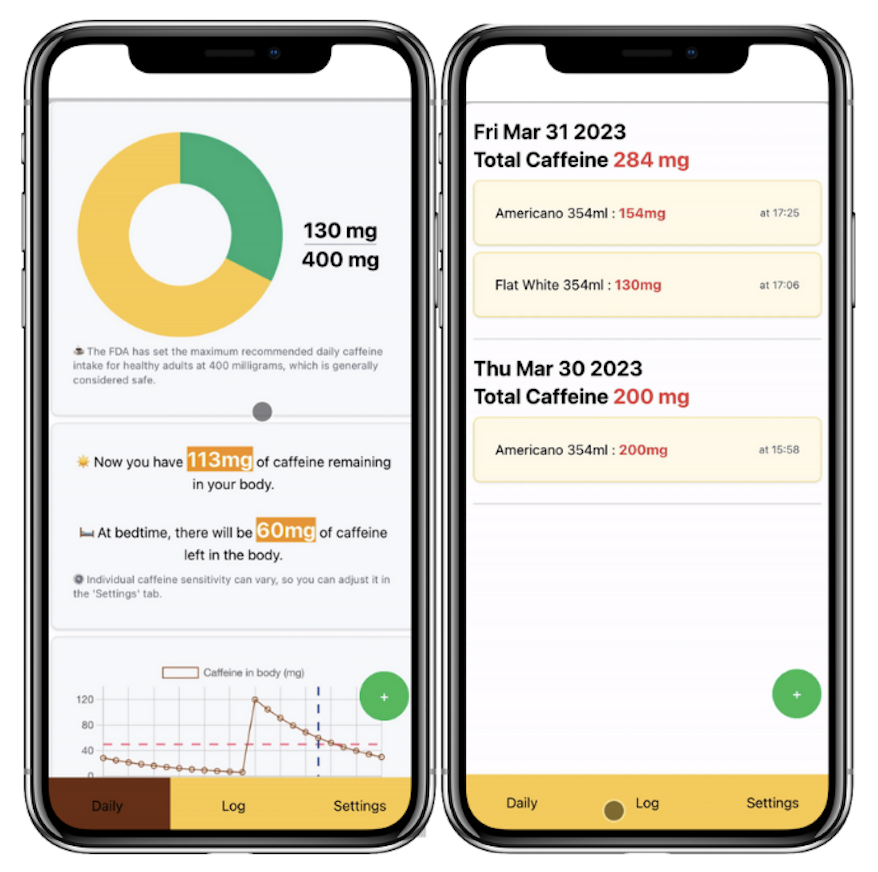 130 mg
400 mg
☕ The FDA has set the maximum recommended daily caffeine
intake for healthy adults at 400 milligrams, which is generally
considered safe.
☀️ Now you have 113mg of caffeine remaining
in your body.
🛏️ At bedtime, there will be 60mg of caffeine
left in the body.
🔘 Individual caffeine sensitivity can vary, so you can adjust it in
the 'Settings' tab.
Caffeine in body (mg)
120
80
40
0
+
Daily
Log
Settings
Fri Mar 31 2023
Total Caffeine 284 mg
Americano 354ml : 154mg at 17:25
Flat White 354ml : 130mg at 17:06
Thu Mar 30 2023
Total Caffeine 200 mg
Americano 354ml : 200mg at 15:58
+
Daily
Log
Settings